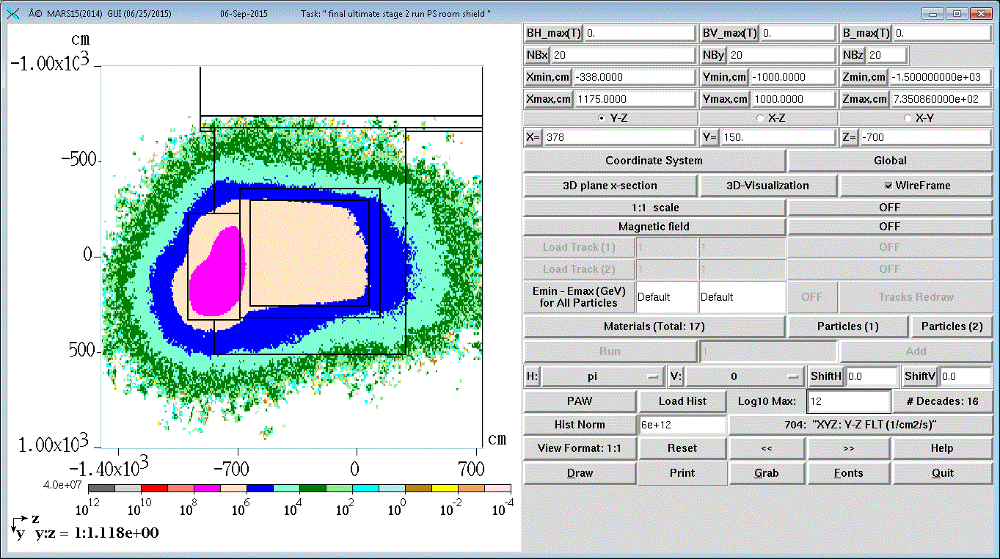 Â© MARS15(2014) GUI (06/25/2015) 06-Sep-2015 Task: " final ultimate stage 2 run PS room shield "
cm
-1.00x10^3
-500
0
500
1.00x10^3
cm
-1.40x10^3 -700 0 700
4.0e+07
10^12 10^10 10^8 10^6 10^4 10^2 10^0 10^-2 10^-4
z
y y:z = 1:1.118e+00
BH_max(T) 0. BV_max(T) 0. B_max(T) 0.
NBx 20 NBy 20 NBz 20
Xmin,cm -338.0000 Ymin,cm -1000.0000 Zmin,cm -1.500000000e+03
Xmax,cm 1175.0000 Ymax,cm 1000.0000 Zmax,cm 7.350860000e+02
Y-Z X-Z X-Y
X= 378 Y= 150. Z= -700
Coordinate System Global
3D plane x-section 3D-Visualization WireFrame
1:1 scale OFF
Magnetic field OFF
Load Track (1) 1 1 OFF
Load Track (2) 1 1 OFF
Emin - Emax (GeV)
for All Particles Default Default OFF Tracks Redraw
Materials (Total: 17) Particles (1) Particles (2)
Run 1 Add
H: pi V: 0 ShiftH 0.0 ShiftV 0.0
PAW Load Hist Log10 Max: 12 # Decades: 16
Hist Norm 6e+12 704: "XYZ: Y-Z FLT (1/cm2/s)"
View Format: 1:1 Reset << >> Help
Draw Print Grab Fonts Quit